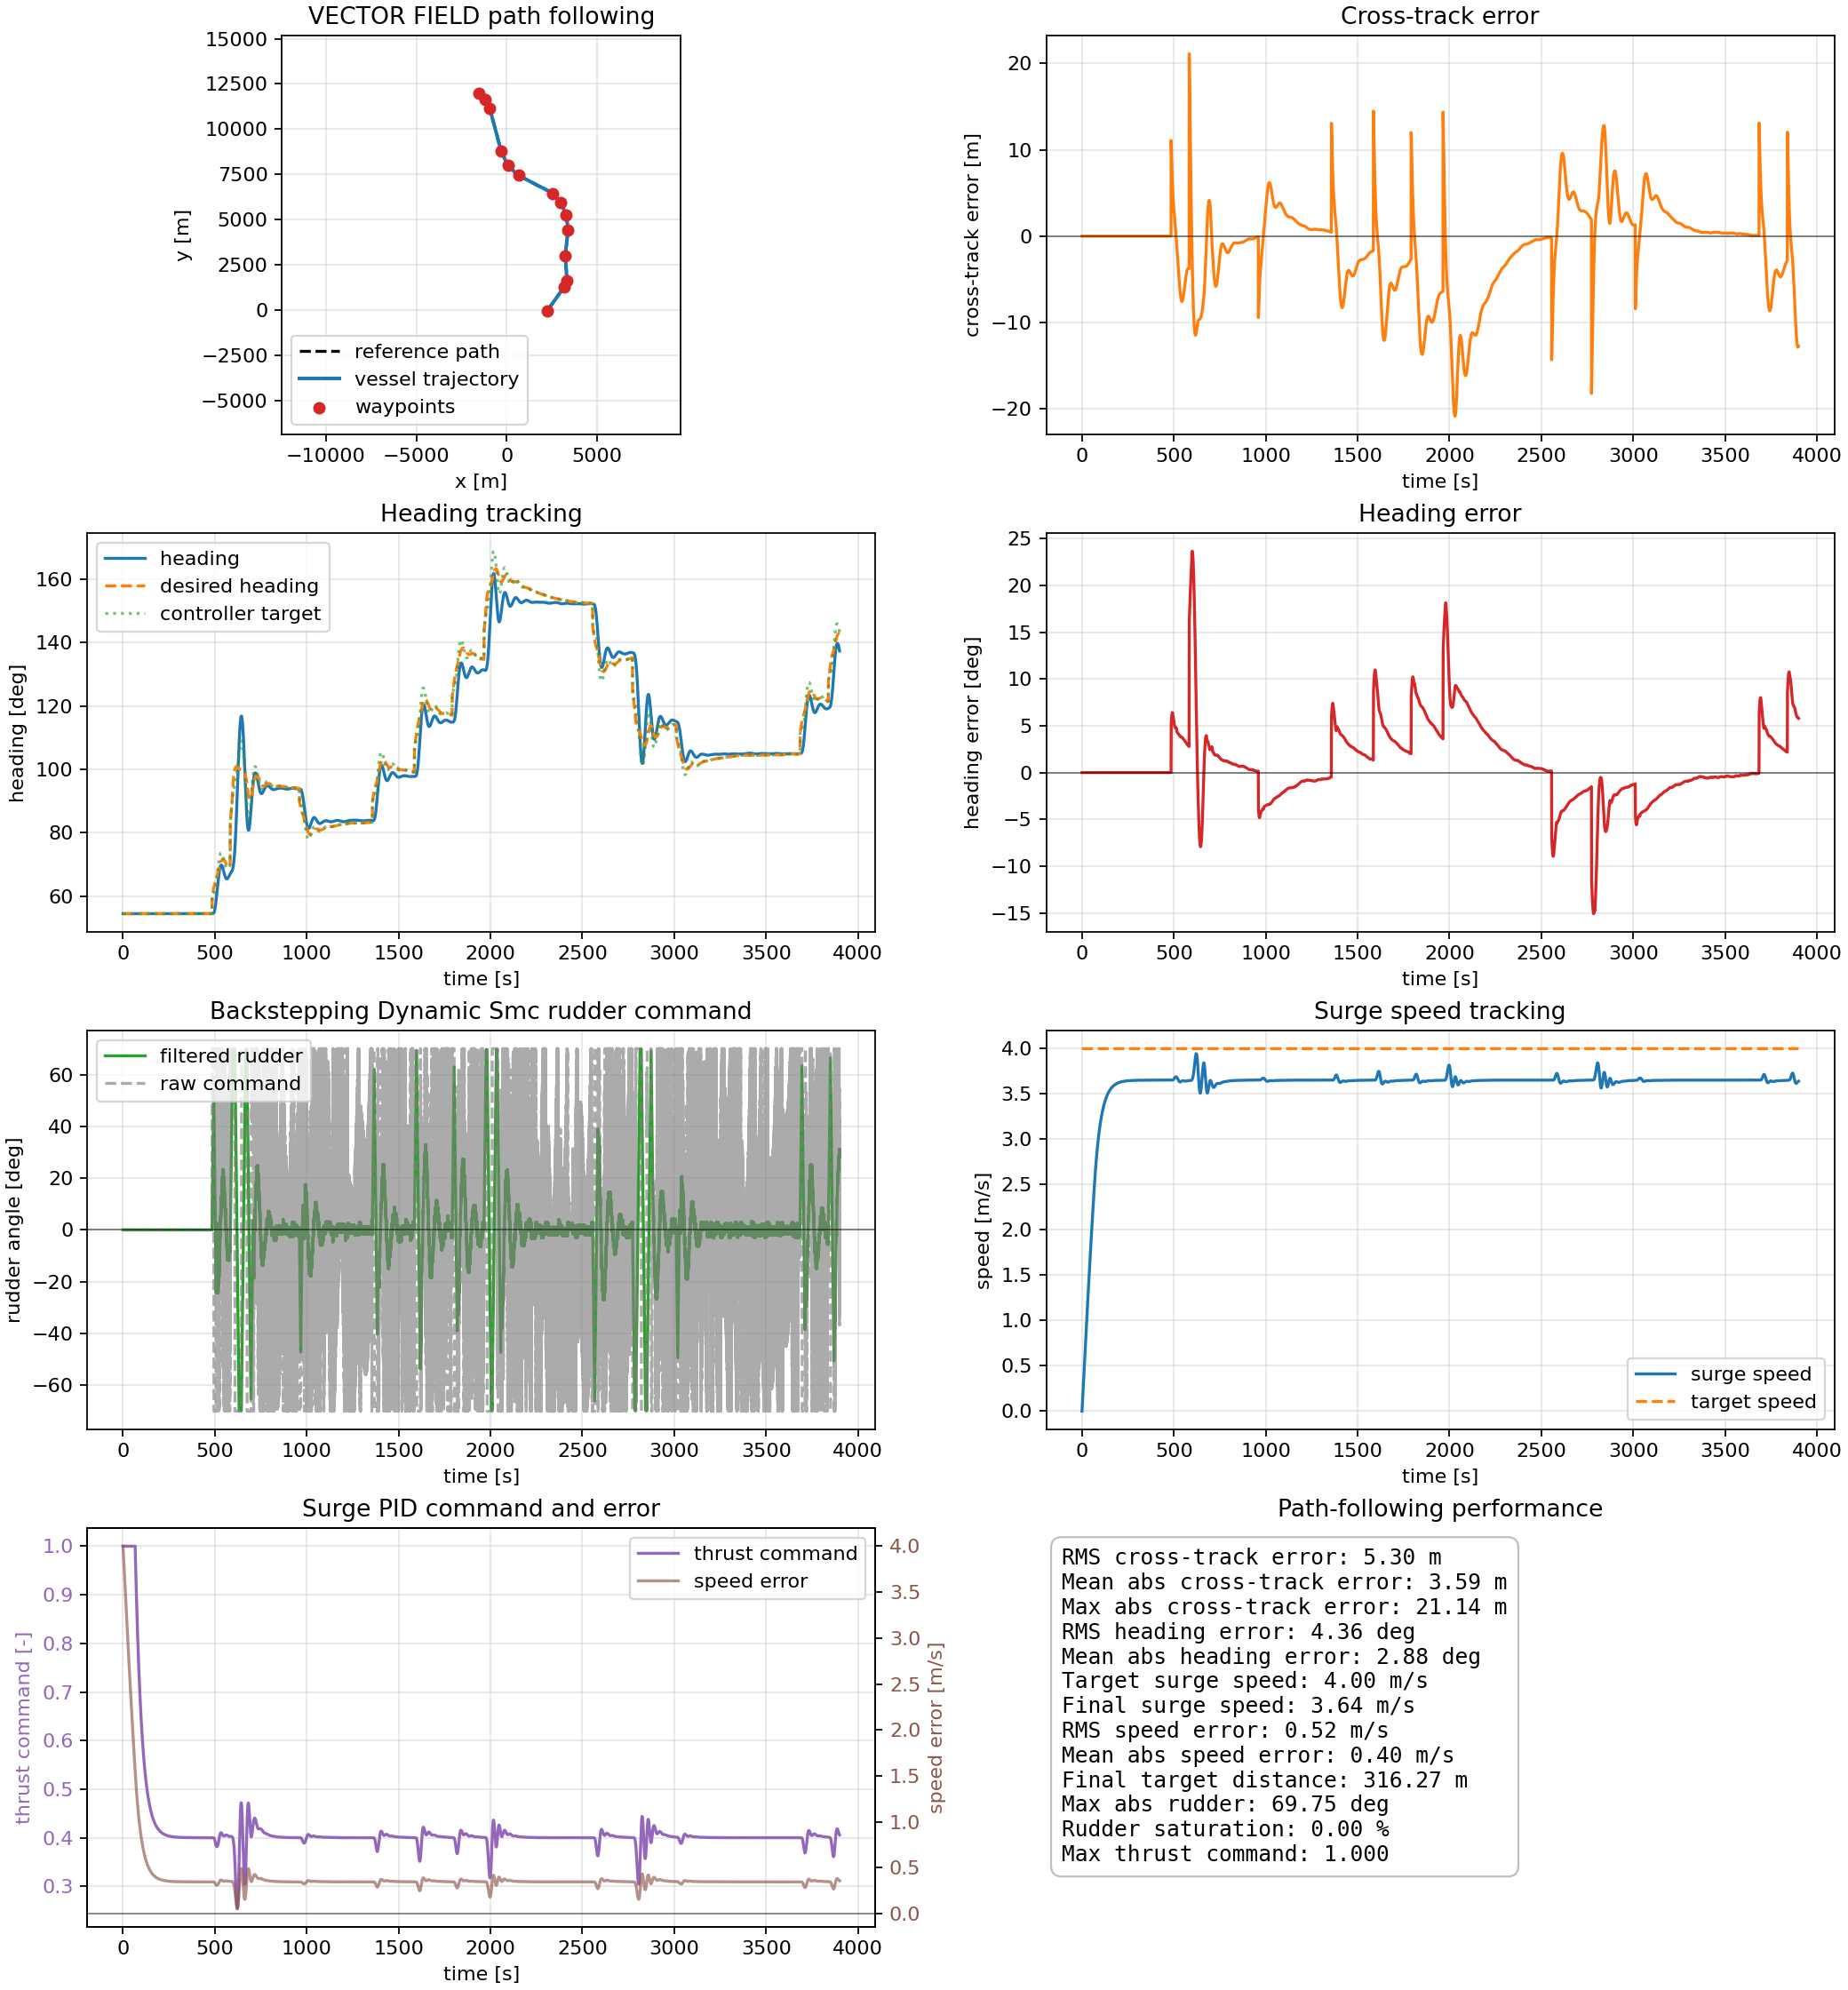 VECTOR FIELD path following
15000
12500
10000
7500
5000
2500
0
−2500
−5000
y [m]
−10000 −5000 0 5000
x [m]
reference path
vessel trajectory
waypoints
Cross-track error
20
10
0
−10
−20
cross-track error [m]
0 500 1000 1500 2000 2500 3000 3500 4000
time [s]
Heading tracking
heading
desired heading
controller target
160
140
120
100
80
60
heading [deg]
0 500 1000 1500 2000 2500 3000 3500 4000
time [s]
Heading error
25
20
15
10
5
0
−5
−10
−15
heading error [deg]
0 500 1000 1500 2000 2500 3000 3500 4000
time [s]
Backstepping Dynamic Smc rudder command
filtered rudder
raw command
60
40
20
0
−20
−40
−60
rudder angle [deg]
0 500 1000 1500 2000 2500 3000 3500 4000
time [s]
Surge speed tracking
4.0
3.5
3.0
2.5
2.0
1.5
1.0
0.5
0.0
speed [m/s]
surge speed
target speed
0 500 1000 1500 2000 2500 3000 3500 4000
time [s]
Surge PID command and error
thrust command
speed error
1.0
0.9
0.8
0.7
0.6
0.5
0.4
0.3
thrust command [-]
4.0
3.5
3.0
2.5
2.0
1.5
1.0
0.5
0.0
speed error [m/s]
0 500 1000 1500 2000 2500 3000 3500 4000
time [s]
Path-following performance
RMS cross-track error: 5.30 m
Mean abs cross-track error: 3.59 m
Max abs cross-track error: 21.14 m
RMS heading error: 4.36 deg
Mean abs heading error: 2.88 deg
Target surge speed: 4.00 m/s
Final surge speed: 3.64 m/s
RMS speed error: 0.52 m/s
Mean abs speed error: 0.40 m/s
Final target distance: 316.27 m
Max abs rudder: 69.75 deg
Rudder saturation: 0.00 %
Max thrust command: 1.000